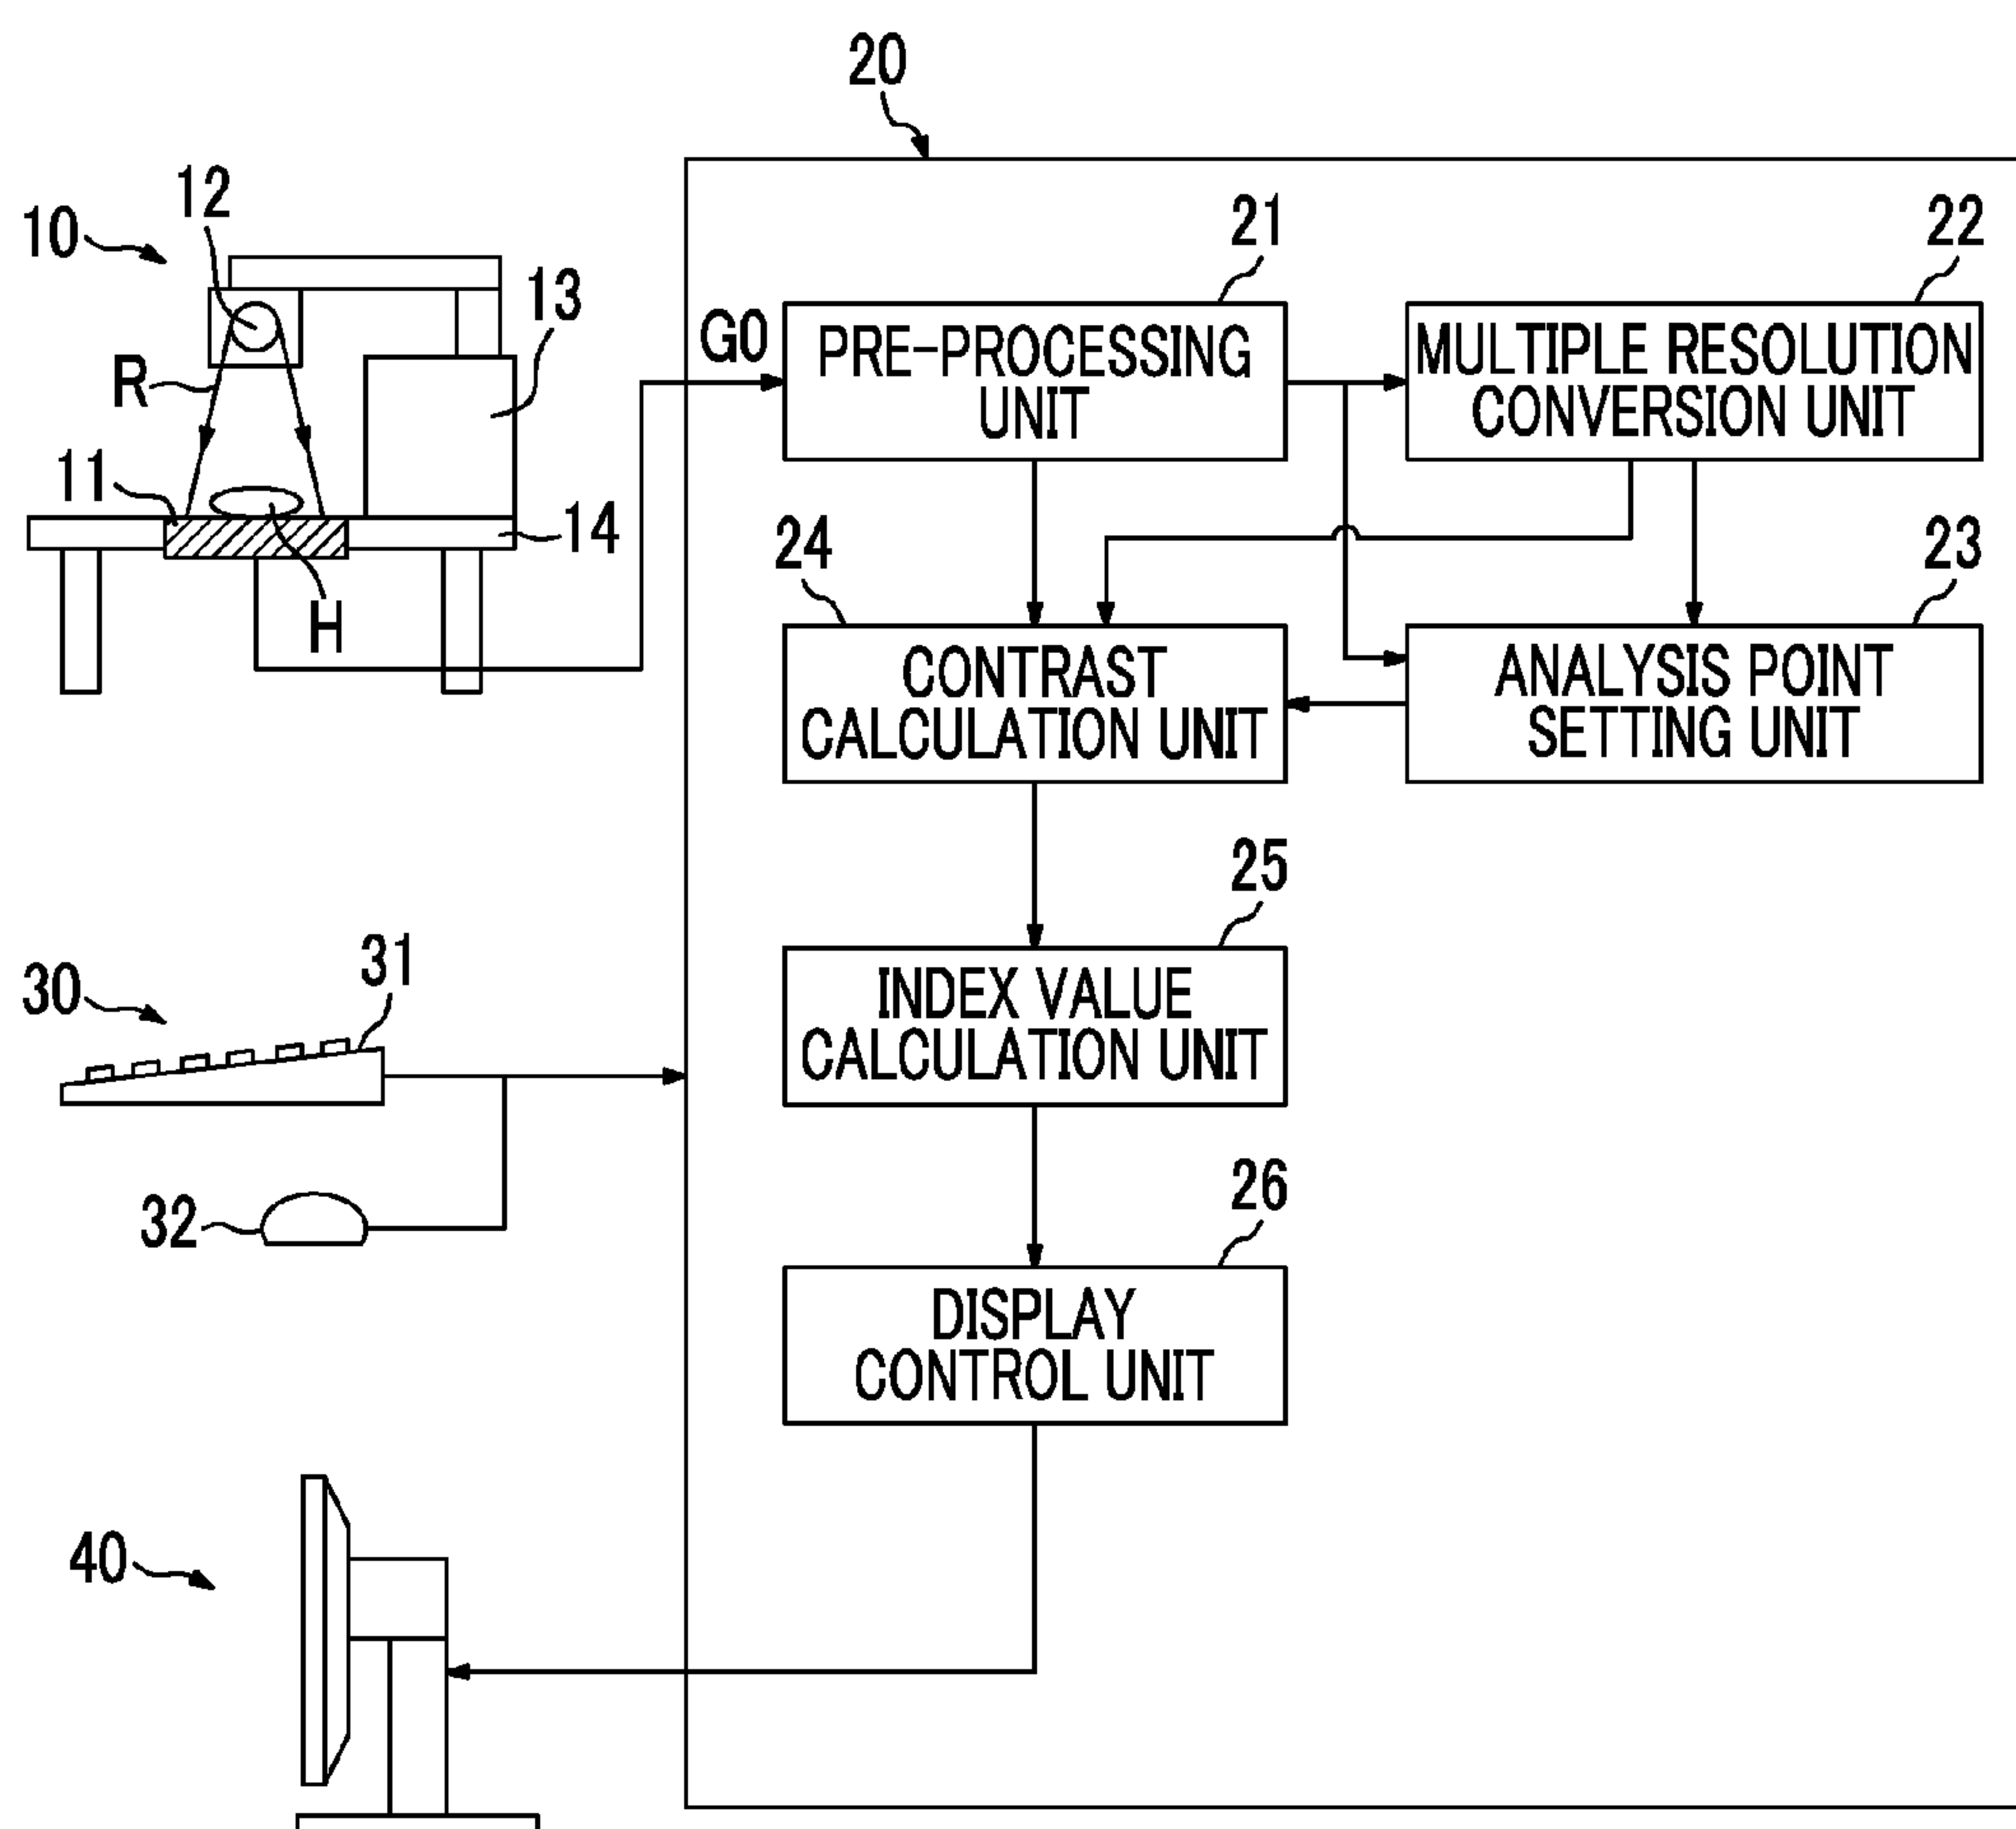 20
12
10
13
R
11
14
H
G0
21
PRE-PROCESSING
UNIT
22
MULTIPLE RESOLUTION
CONVERSION UNIT
24
CONTRAST
CALCULATION UNIT
23
ANALYSIS POINT
SETTING UNIT
25
INDEX VALUE
CALCULATION UNIT
30
31
32
26
DISPLAY
CONTROL UNIT
40